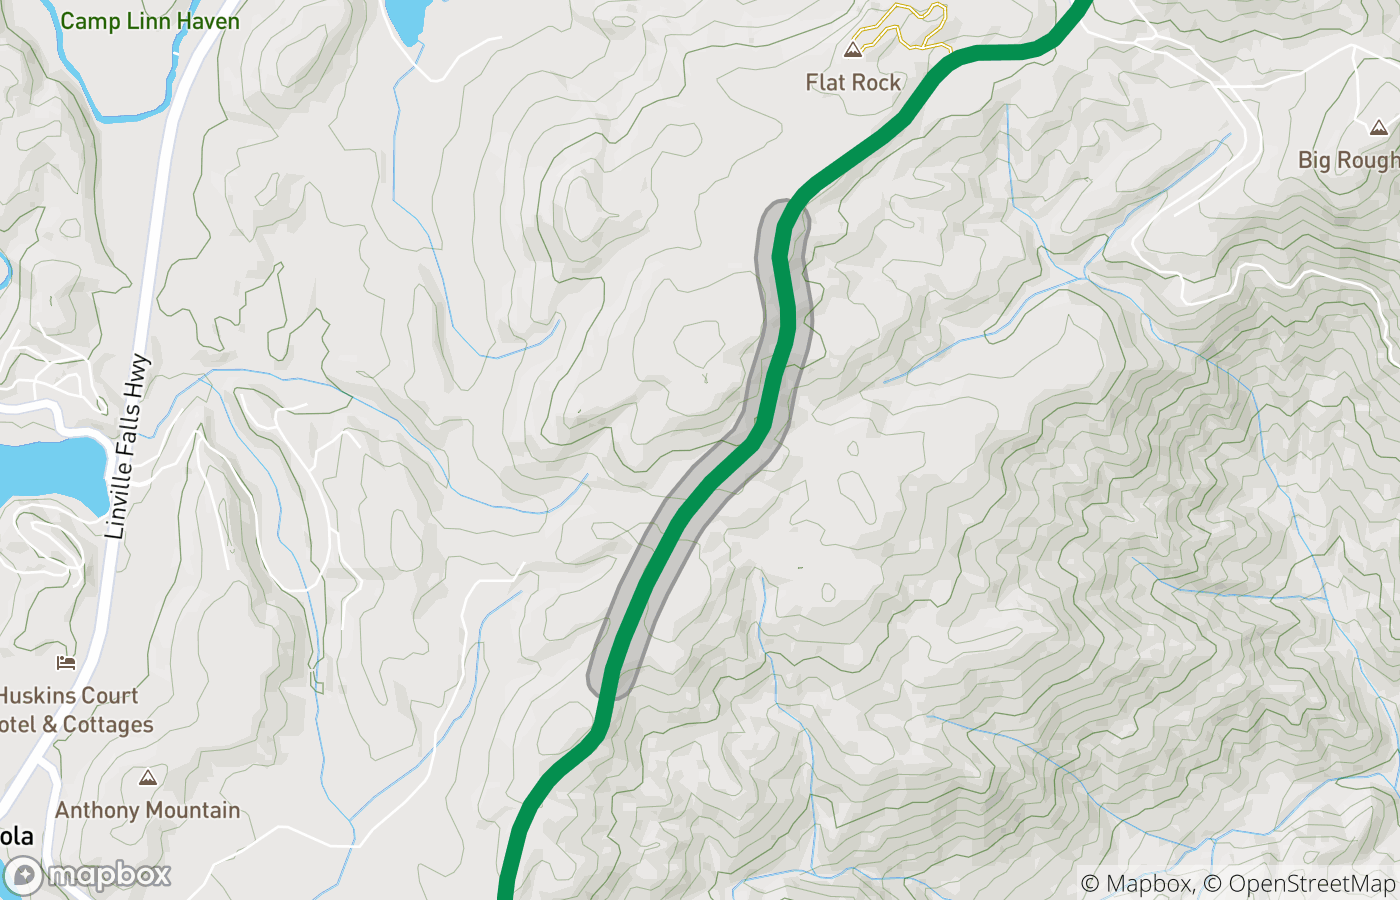 Camp Linn Haven
Flat Rock
Big Rough
Linville Falls Hwy
Huskins Court
otel & Cottages
Anthony Mountain
ola
mapbox
© Mapbox, © OpenStreetMap